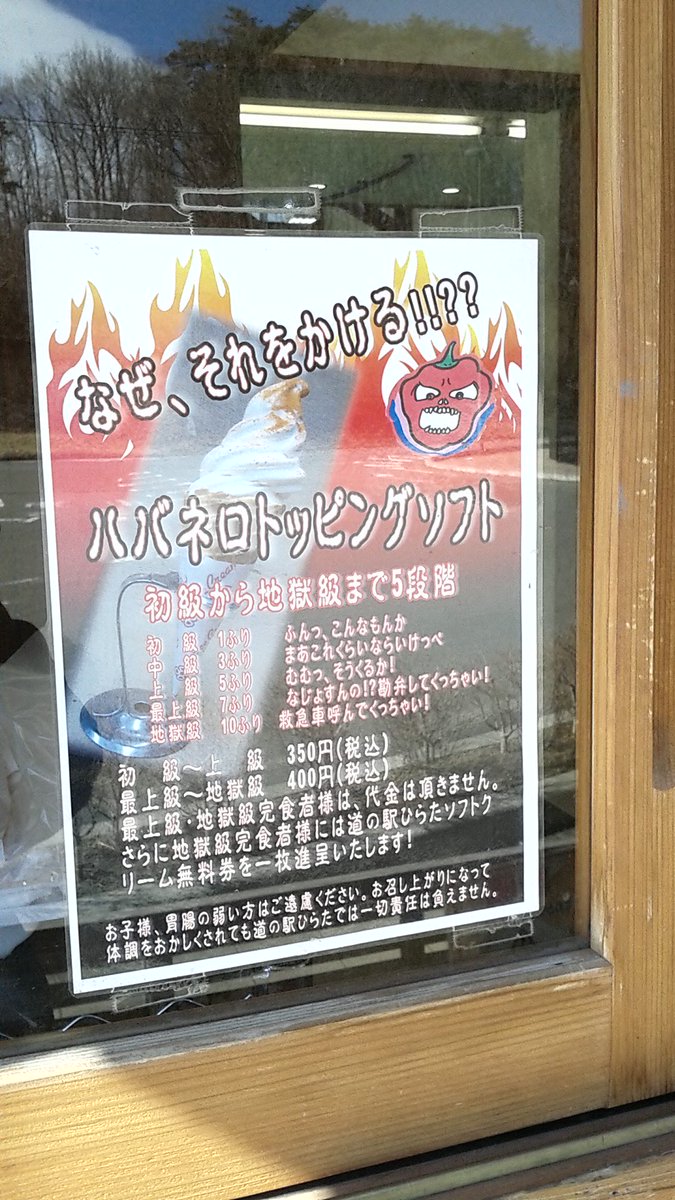 なぜ、それをかける!!??
ハバネロトッピングソフト
初級から地獄級まで5段階
初　級　1ふり　ふんっ、こんなもんか
中　級　3ふり　まあこれくらいならいけっぺ
上　級　5ふり　むむっ、そうくるか!
最上級　7ふり　なじょすんの!?勘弁してくっちゃい!
地獄級　10ふり　救急車呼んでくっちゃい!
初　級〜上　級　350円(税込)
最上級〜地獄級　400円(税込)
最上級・地獄級完食者様は、代金は頂きません。
さらに地獄級完食者様には道の駅ひらたソフトク
リーム無料券を一枚進呈いたします!
お子様、胃腸の弱い方はご遠慮ください。お召し上がりになって
体調をおかしくされても道の駅ひらたでは一切責任は負えません。